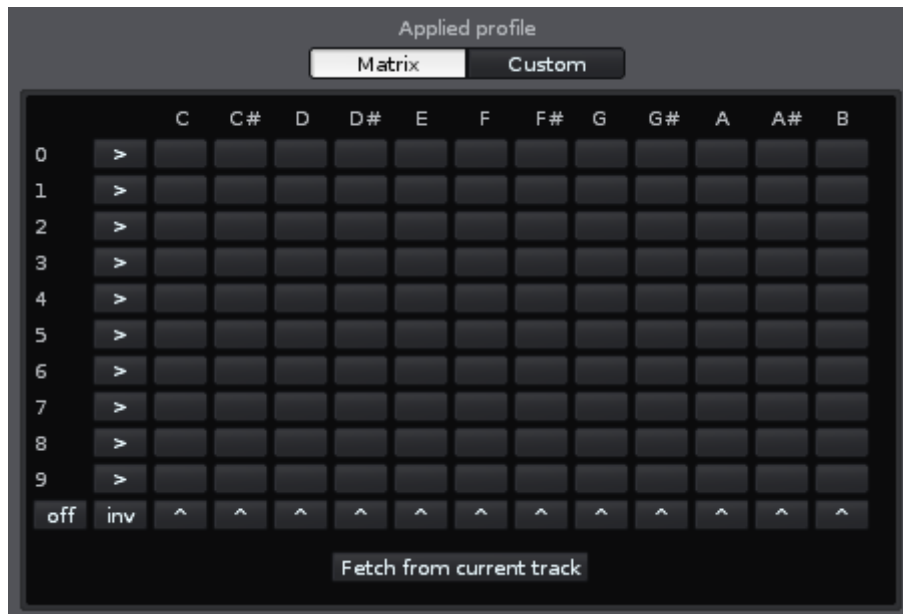 Applied profile
Matrix Custom
C C# D D# E F F# G G# A A# B
0 >
1 >
2 >
3 >
4 >
5 >
6 >
7 >
8 >
9 >
off inv ^ ^ ^ ^ ^ ^ ^ ^ ^ ^ ^ ^
Fetch from current track